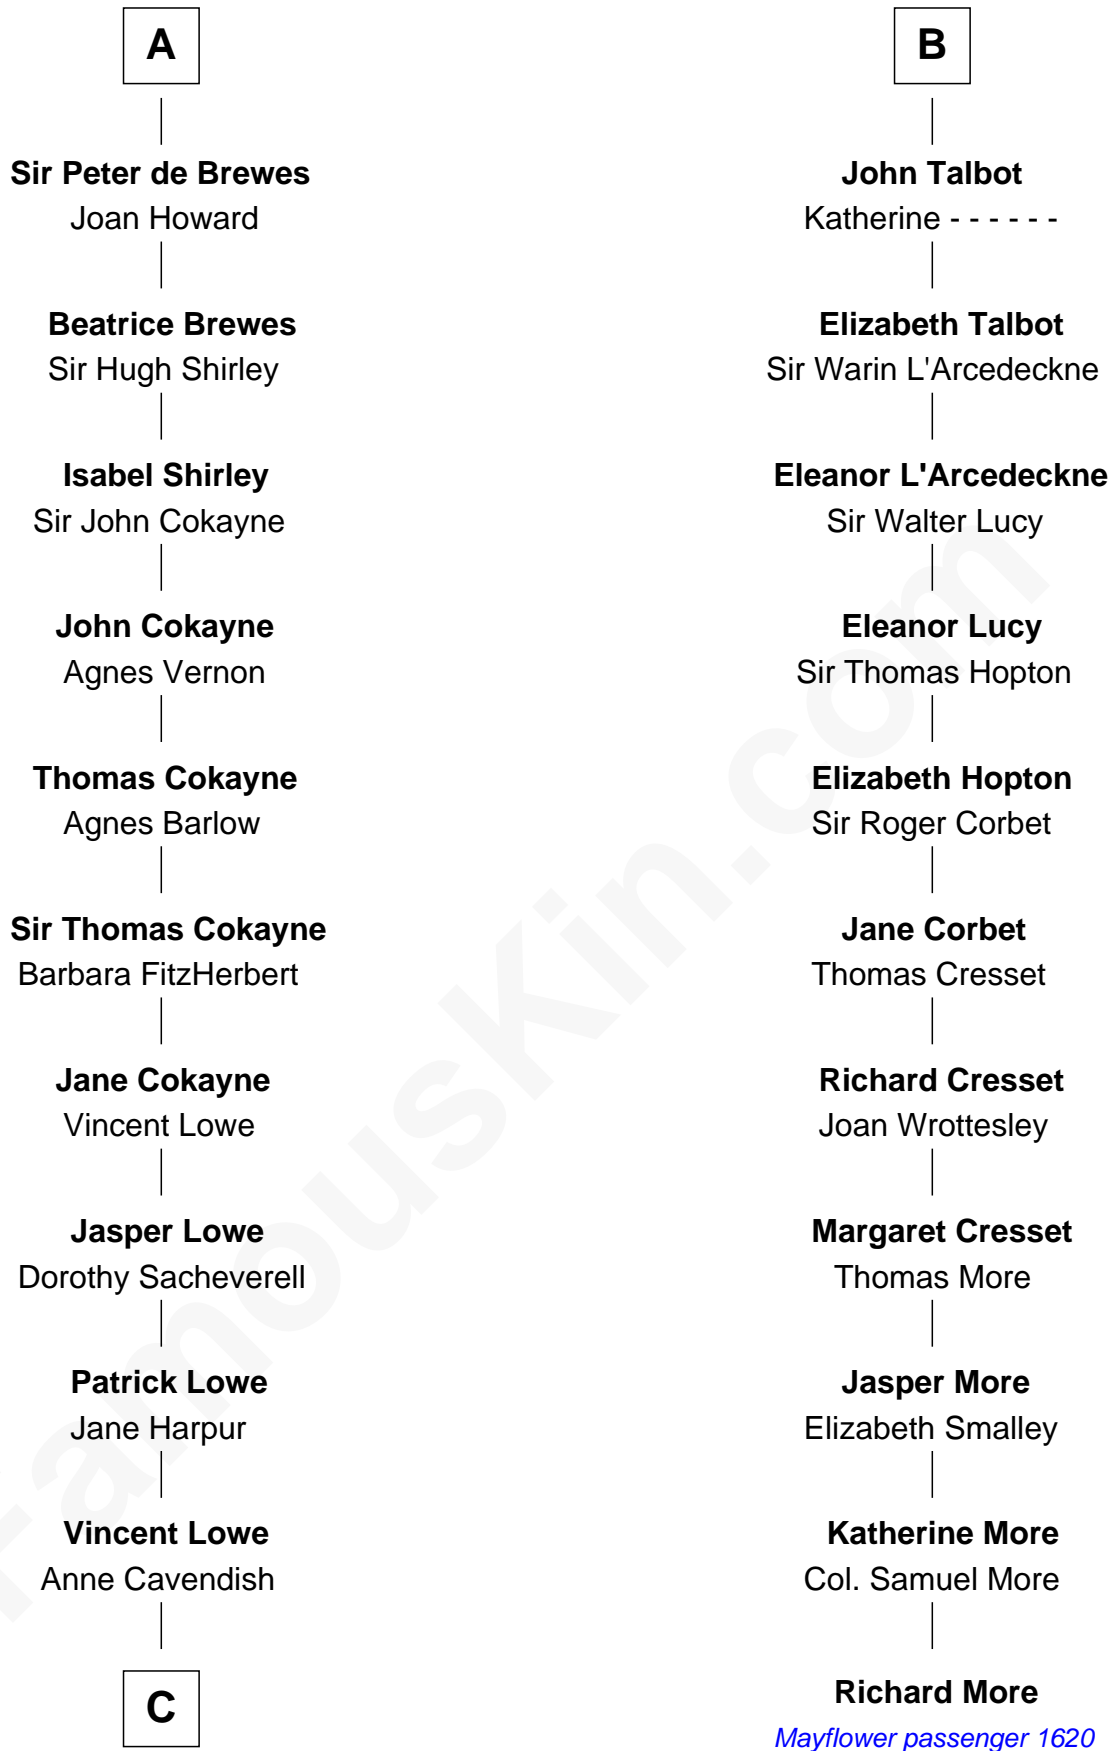 A
Sir Peter de Brewes
Joan Howard
Beatrice Brewes
Sir Hugh Shirley
Isabel Shirley
Sir John Cokayne
John Cokayne
Agnes Vernon
Thomas Cokayne
Agnes Barlow
Sir Thomas Cokayne
Barbara FitzHerbert
Jane Cokayne
Vincent Lowe
Jasper Lowe
Dorothy Sacheverell
Patrick Lowe
Jane Harpur
Vincent Lowe
Anne Cavendish
C
B
John Talbot
Katherine - - - - - -
Elizabeth Talbot
Sir Warin L'Arcedeckne
Eleanor L'Arcedeckne
Sir Walter Lucy
Eleanor Lucy
Sir Thomas Hopton
Elizabeth Hopton
Sir Roger Corbet
Jane Corbet
Thomas Cresset
Richard Cresset
Joan Wrottesley
Margaret Cresset
Thomas More
Jasper More
Elizabeth Smalley
Katherine More
Col. Samuel More
Richard More
Mayflower passenger 1620
FamousKin.com